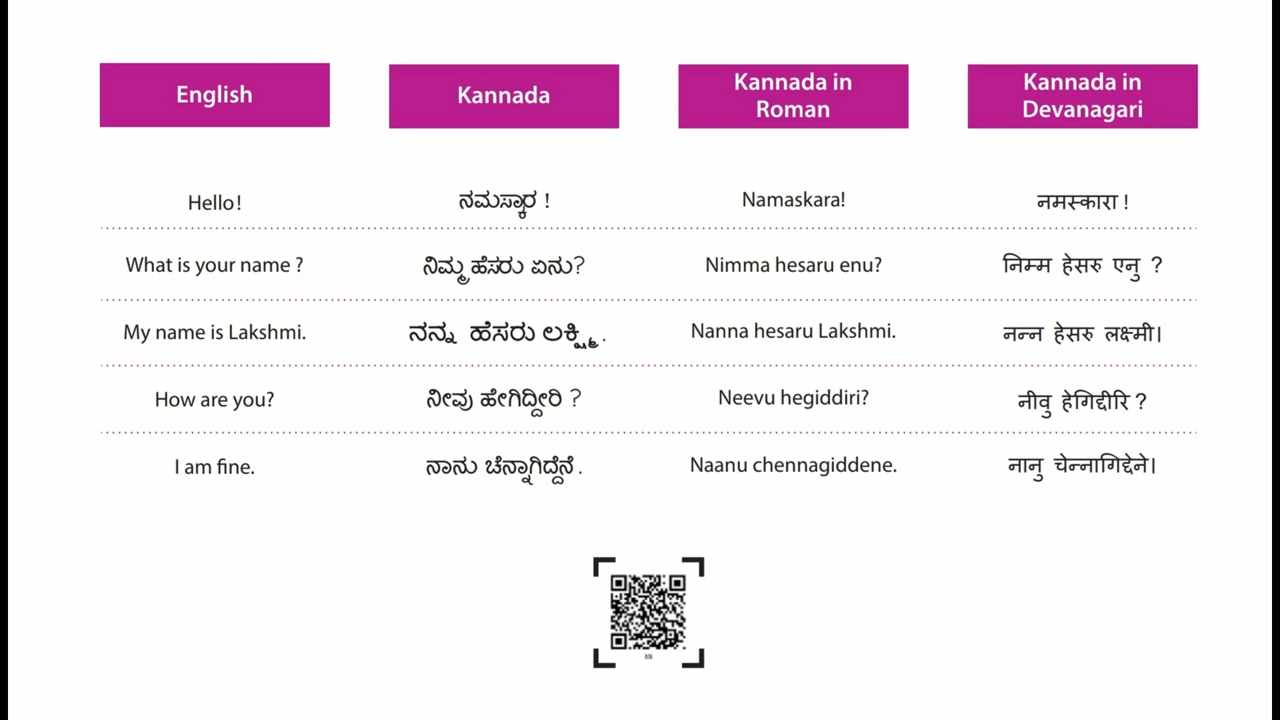 English Kannada Kannada in Roman Kannada in Devanagari
Hello! ನಮಸ್ಕಾರ ! Namaskara! नमस्कारा !
What is your name ? ನಿಮ್ಮ ಹೆಸರು ಏನು? Nimma hesaru enu? निम्म हेसरु एनु ?
My name is Lakshmi. ನನ್ನ ಹೆಸರು ಲಕ್ಷ್ಮಿ. Nanna hesaru Lakshmi. नन्न हेसरु लक्ष्मी।
How are you? ನೀವು ಹೇಗಿದ್ದೀರಿ ? Neevu hegiddiri? नीवु हेगिद्दीरि ?
I am fine. ನಾನು ಚೆನ್ನಾಗಿದ್ದೆನೆ. Naanu chennagiddene. नानु चेन्नागिद्देने।